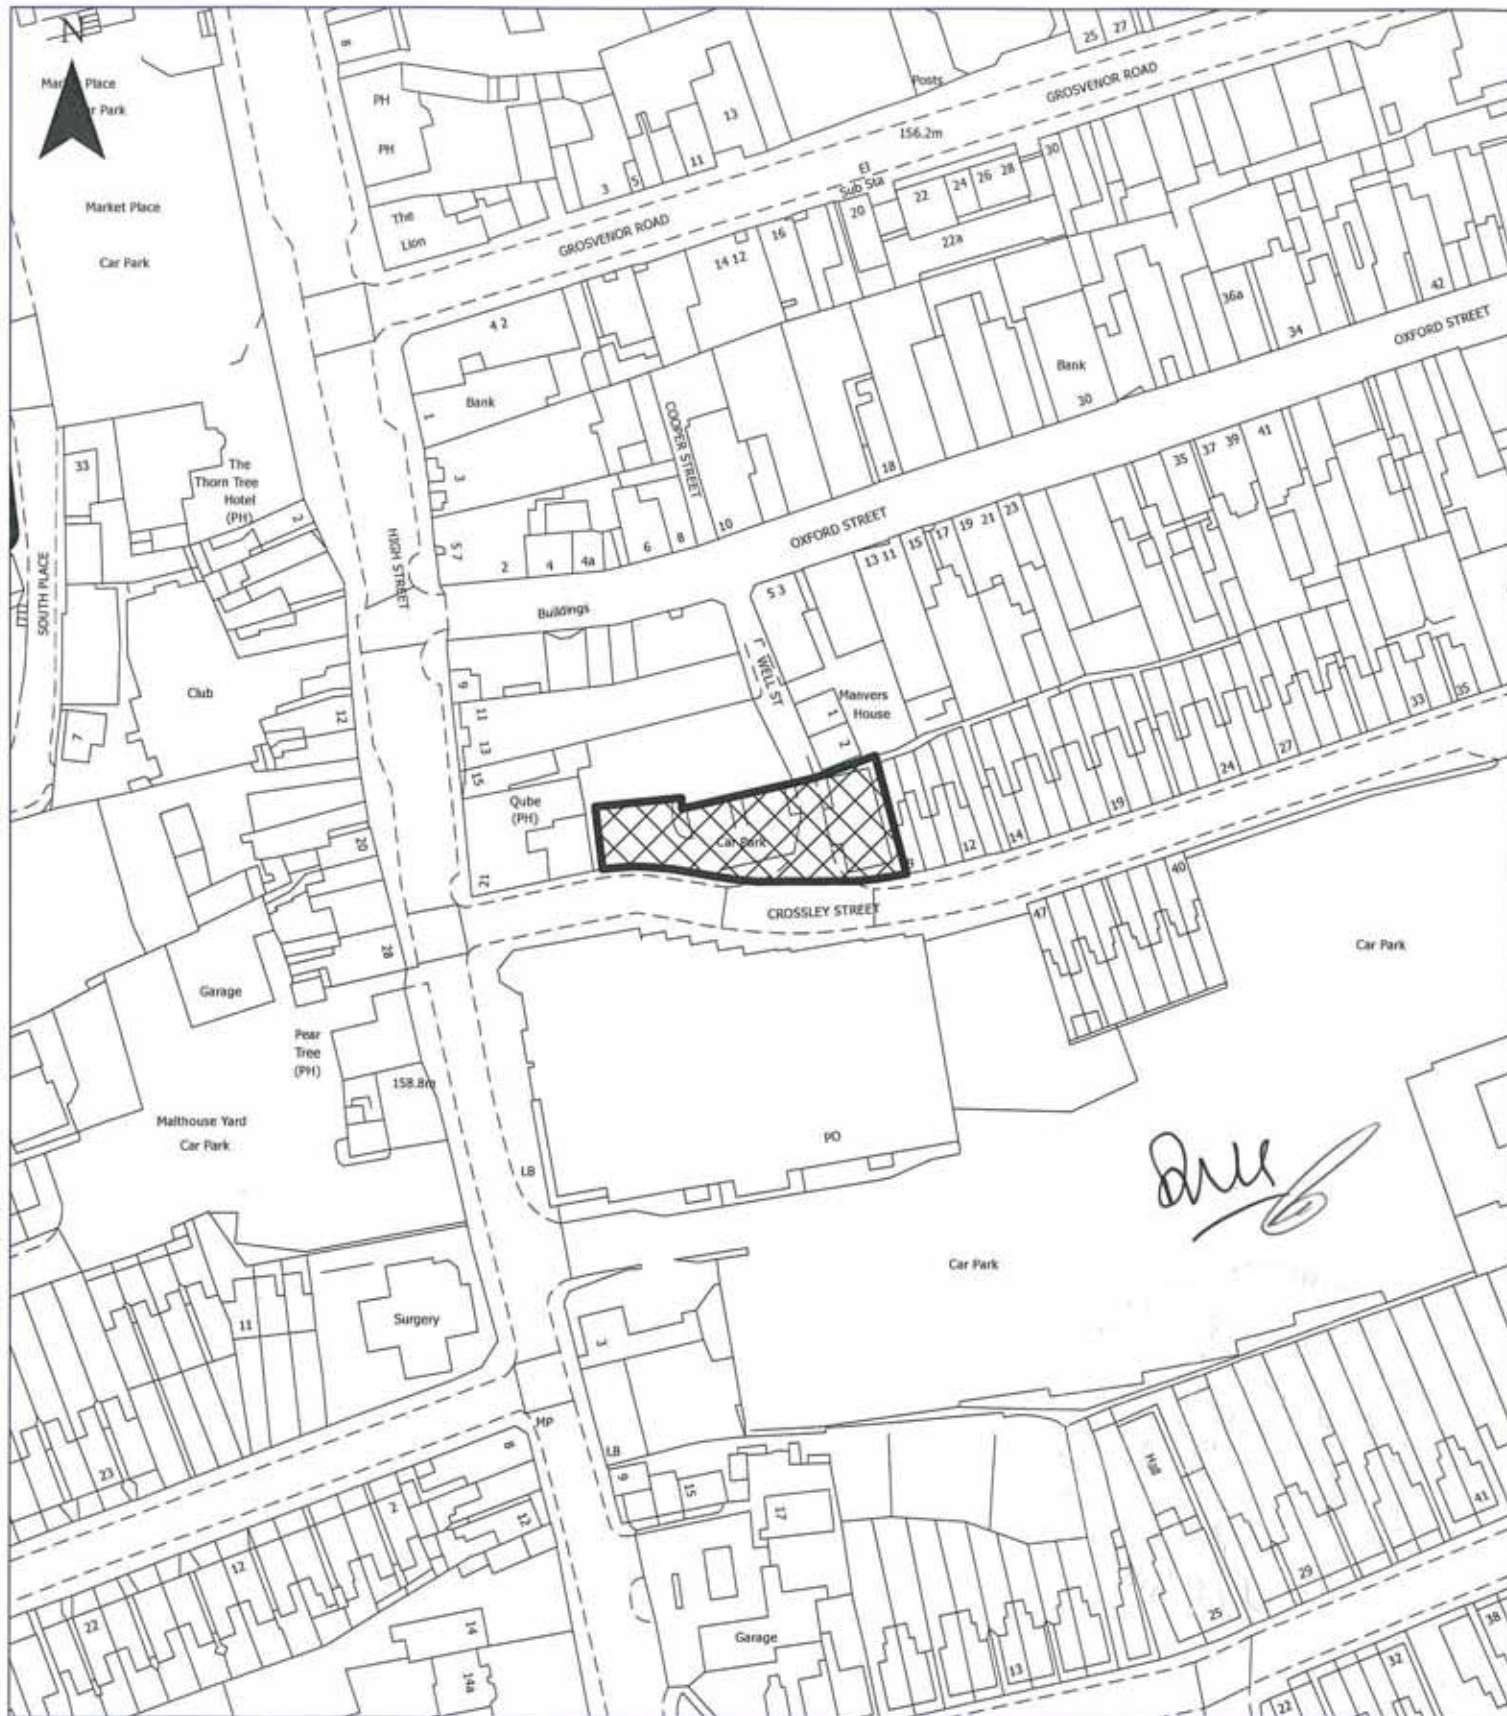 N
Market Place
Car Park
Market Place
Car Park
8
PH
PH
The
Lion
3
5
11
13
25
27
Posts
GROSVENOR ROAD
156.2m
El
Sub Sta
GROSVENOR ROAD
16
14 12
20
22
24
26
28
30
22a
4 2
Bank
1
3
COOPER STREET
18
Bank
30
36a
34
42
OXFORD STREET
33
The
Thorn Tree
Hotel
(PH)
2
SOUTH PLACE
HIGH STREET
5 7
2
4
4a
6
8
10
OXFORD STREET
13 11
15
17
19
21
23
35
37
39
41
Buildings
5 3
WELL ST
Manvers
House
1
2
Club
7
12
9
11
13
15
Qube
(PH)
21
Car Park
9
12
14
19
24
27
33
35
CROSSLEY STREET
20
28
Garage
Pear
Tree
(PH)
158.8m
Malthouse Yard
Car Park
47
40
Car Park
PO
LB
Car Park
Surgery
11
3
23
MP
8
LB
9
15
17
Hall
41
29
25
2
12
12
22
14
14a
Garage
13
38
32
22